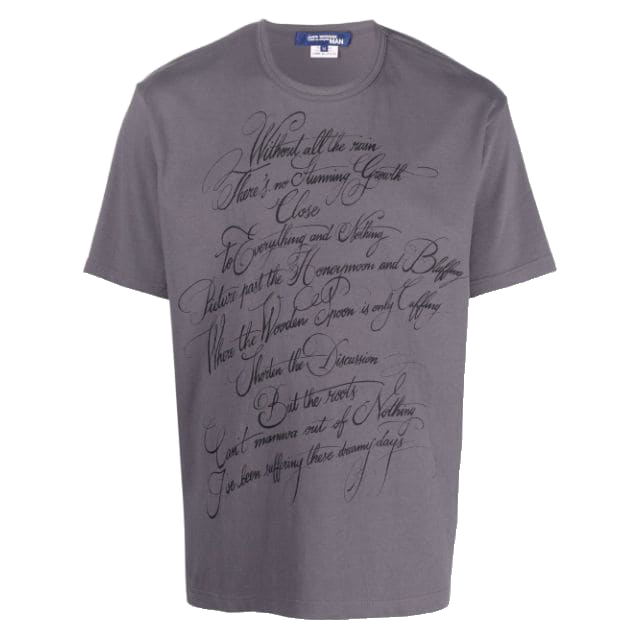 MAN
M
Without all the rain
There's no stunning Growth
Close
to Everything and Nothing
Picture past the Honeymoon and Bluffing
Where the Wooden Spoon is only Cuffing
Shorten the Discussion
But the roots
Can't manuva out of Nothing
I've been suffering these dreamy days